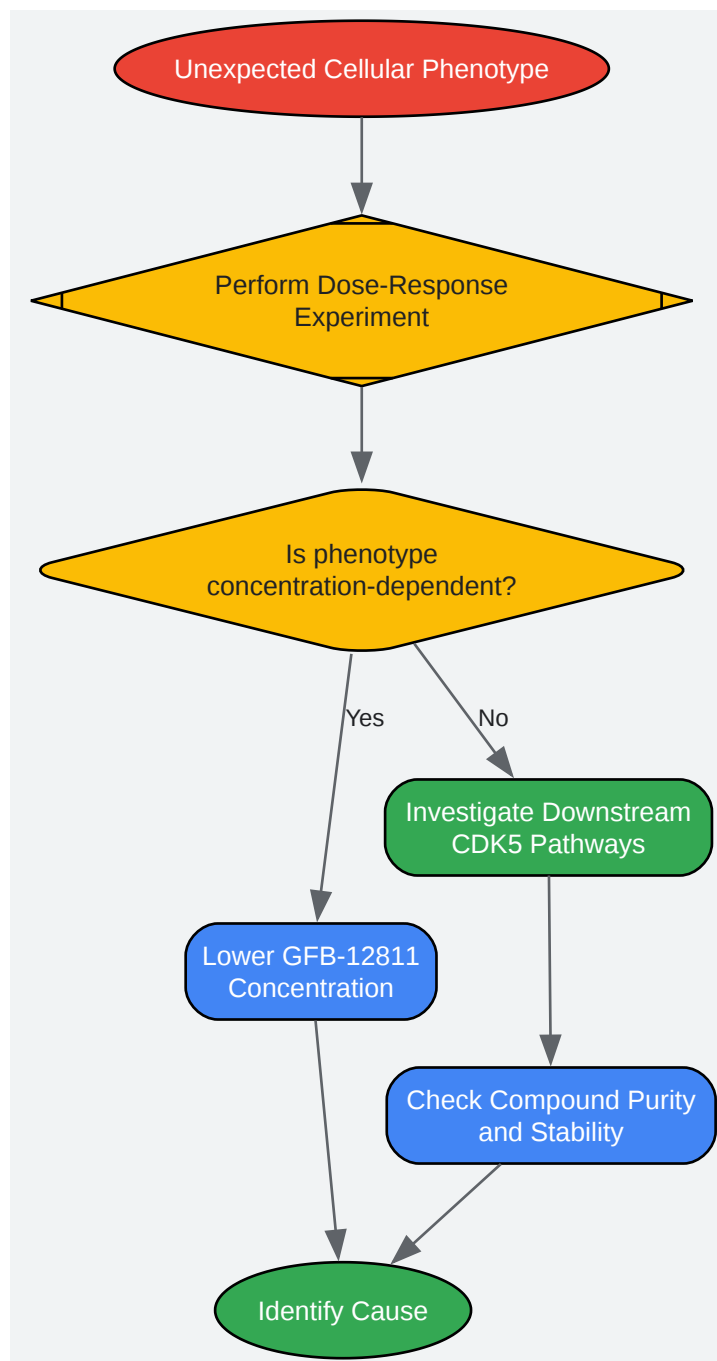 Unexpected Cellular Phenotype
Perform Dose-Response
Experiment
Is phenotype
concentration-dependent?
Yes
No
Investigate Downstream
CDK5 Pathways
Lower GFB-12811
Concentration
Check Compound Purity
and Stability
Identify Cause